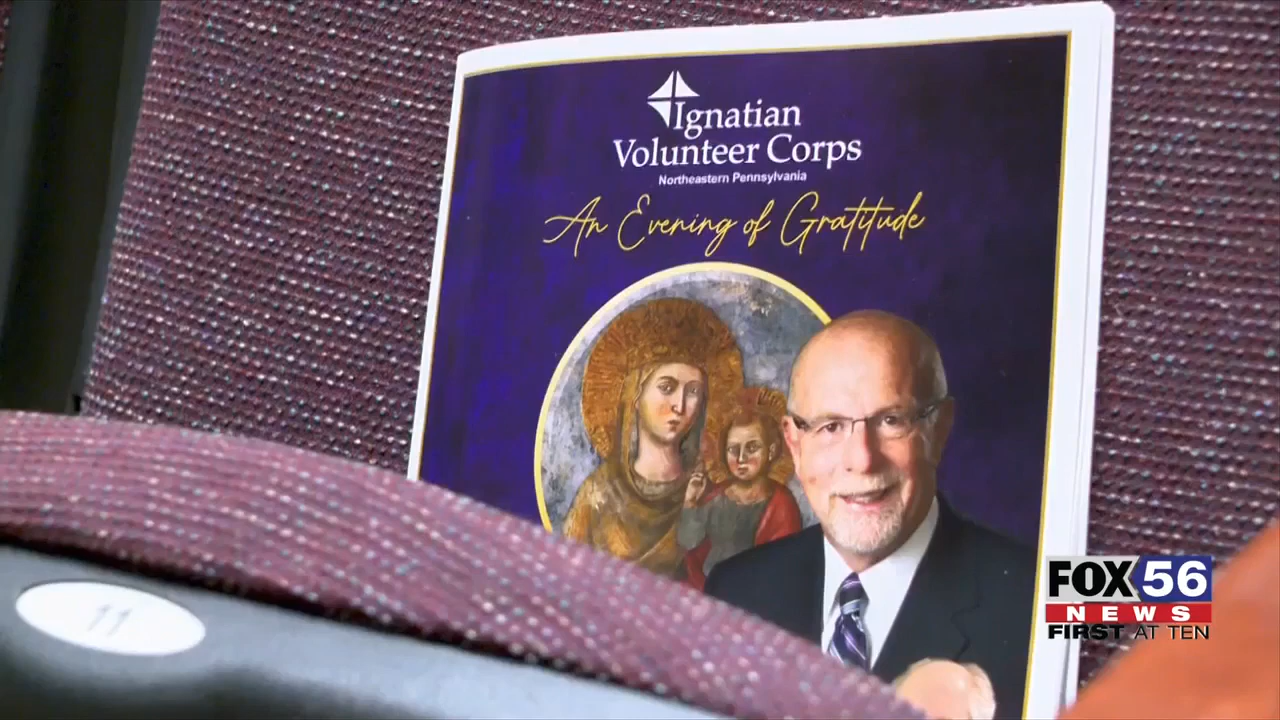 Ignatian
Volunteer Corps
Northeastern Pennsylvania
An Evening of Gratitude
11
FOX 56
NEWS
FIRST AT TEN